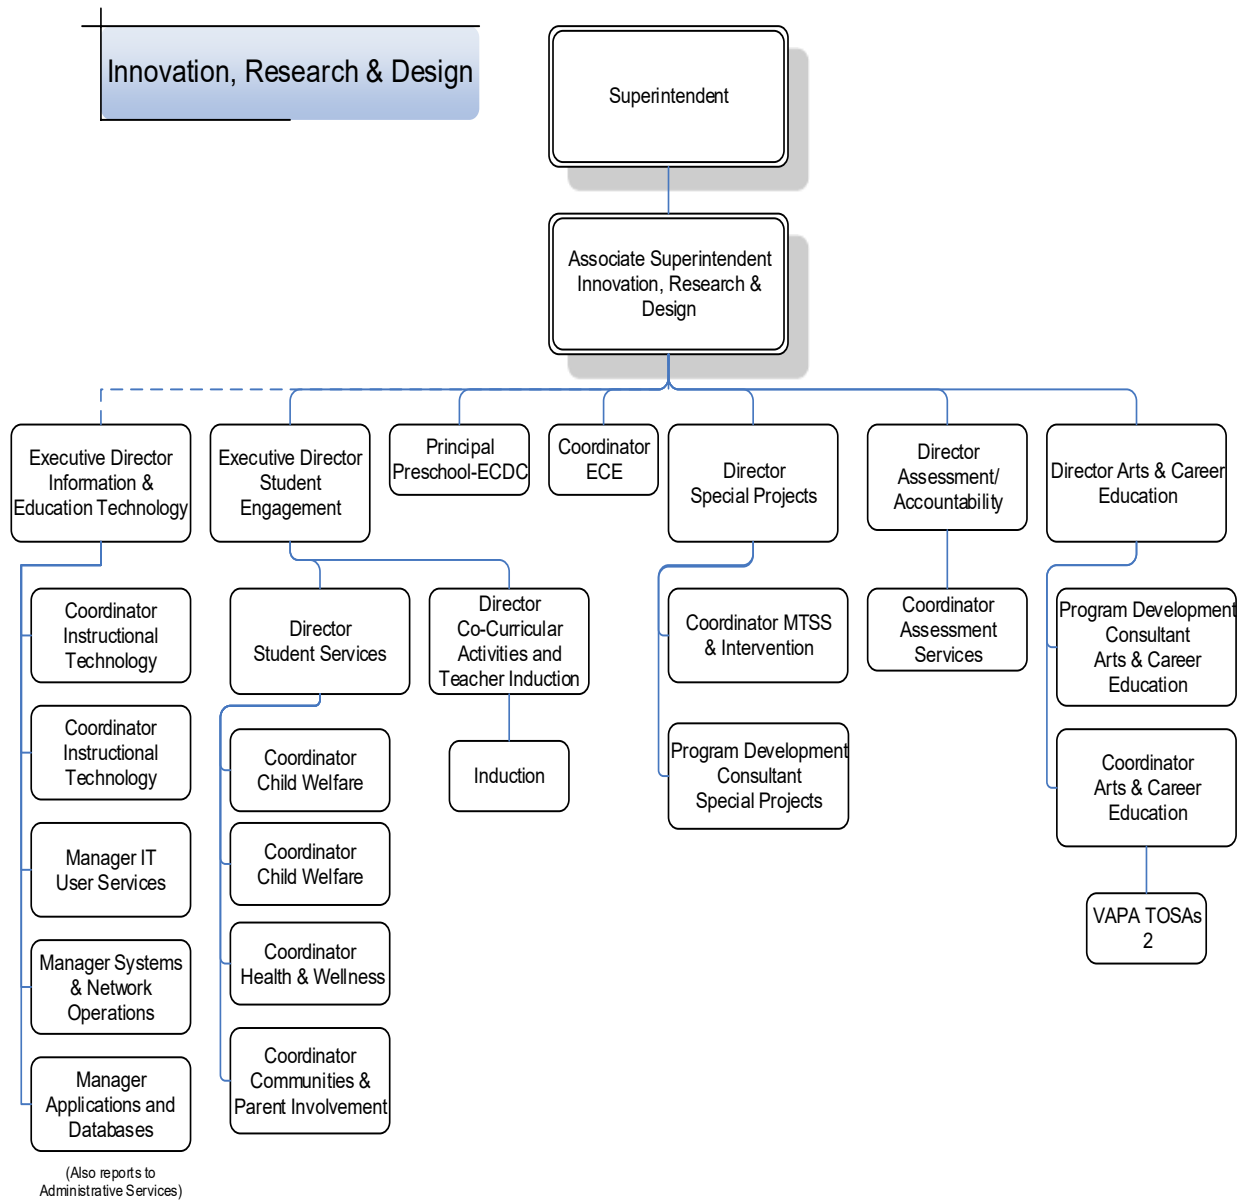 Innovation, Research & Design
Superintendent
Associate Superintendent
Innovation, Research &
Design
Executive Director
Information &
Education Technology
Executive Director
Student
Engagement
Principal
Preschool-ECDC
Coordinator
ECE
Director
Special Projects
Director
Assessment/
Accountability
Director Arts & Career
Education
Coordinator
Instructional
Technology
Coordinator
Instructional
Technology
Manager IT
User Services
Manager Systems
& Network
Operations
Manager
Applications and
Databases
(Also reports to
Administrative Services)
Director
Student Services
Coordinator
Child Welfare
Coordinator
Child Welfare
Coordinator
Health & Wellness
Coordinator
Communities &
Parent Involvement
Director
Co-Curricular
Activities and
Teacher Induction
Induction
Coordinator MTSS
& Intervention
Program Development
Consultant
Special Projects
Coordinator
Assessment
Services
Program Development
Consultant
Arts & Career
Education
Coordinator
Arts & Career
Education
VAPA TOSAs
2